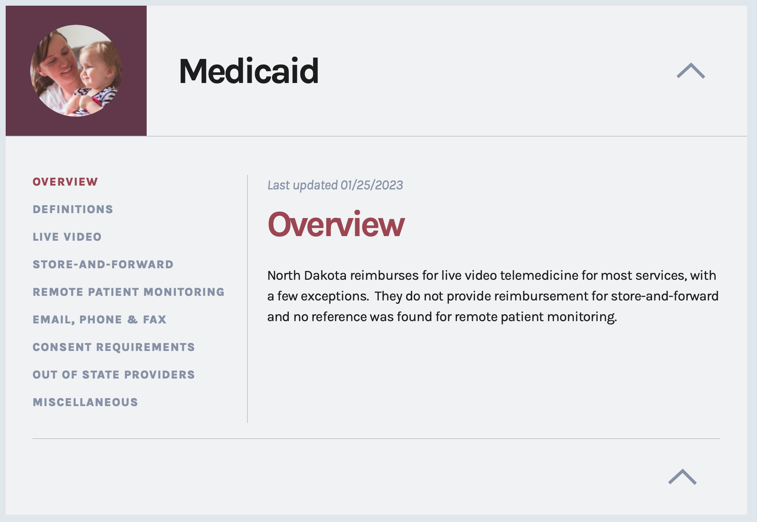 Medicaid
OVERVIEW
DEFINITIONS
LIVE VIDEO
STORE-AND-FORWARD
REMOTE PATIENT MONITORING
EMAIL, PHONE & FAX
CONSENT REQUIREMENTS
OUT OF STATE PROVIDERS
MISCELLANEOUS
Last updated 01/25/2023
Overview
North Dakota reimburses for live video telemedicine for most services, with
a few exceptions.  They do not provide reimbursement for store-and-forward
and no reference was found for remote patient monitoring.